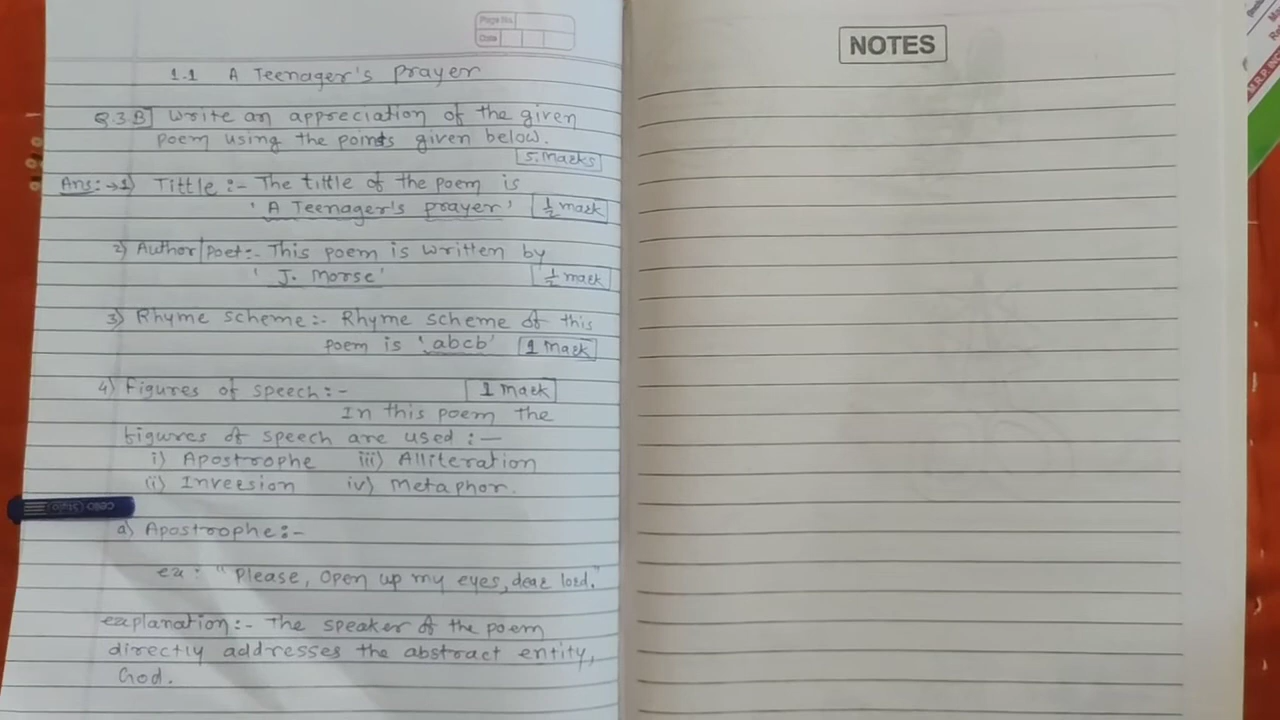 Page No.
Date
1.1 A Teenager's Prayer
Q.3 B] Write an appreciation of the given
poem using the points given below.
5. Marks
Ans:→1) Tittle :- The tittle of the poem is
'A Teenager's prayer' 1/2 mark
2) Author/poet:- This poem is written by
'J. Morse' 1/2 mark
3) Rhyme scheme:- Rhyme scheme of this
poem is 'abcb' 1 Mark
4) Figures of speech:- 1 Mark
In this poem the
figures of speech are used :—
i) Apostrophe iii) Alliteration
ii) Inversion iv) Metaphor.
a) Apostrophe:-
ex: "Please, Open up my eyes, dear lord."
explanation:- The speaker of the poem
directly addresses the abstract entity,
God.
NOTES
cello
M.R.P. INC